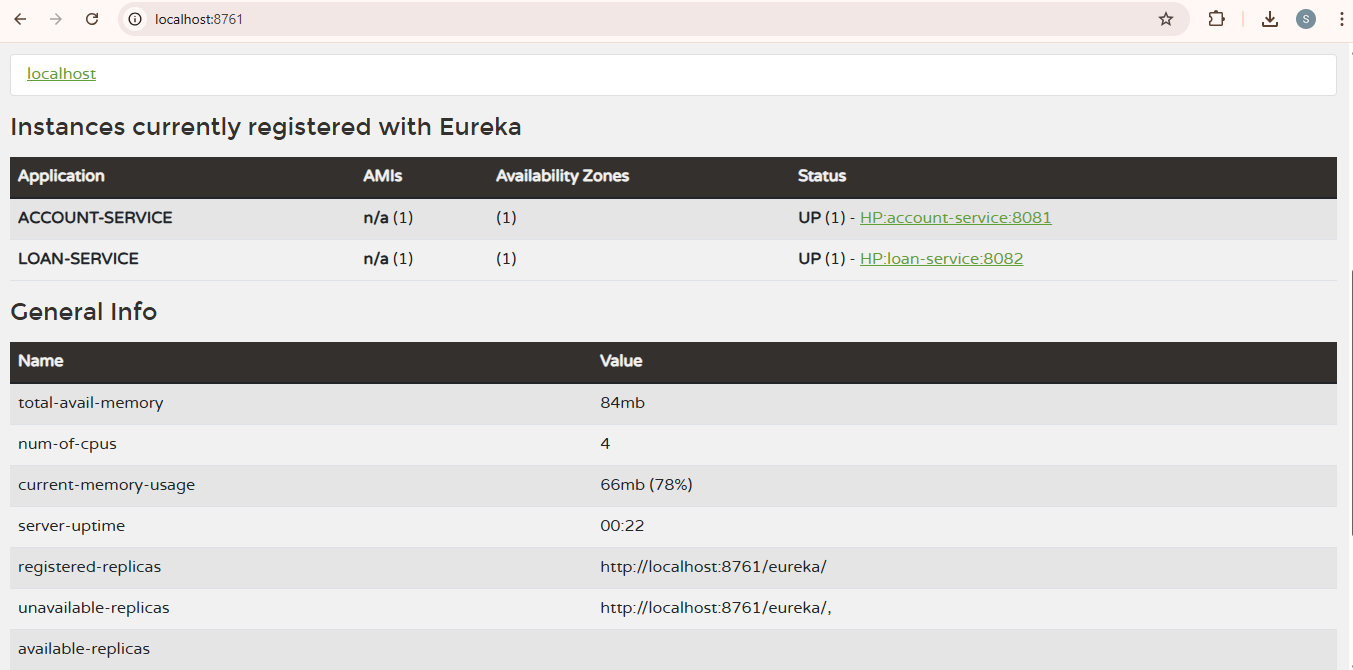 localhost:8761
S
localhost
Instances currently registered with Eureka
Application AMIs Availability Zones Status
ACCOUNT-SERVICE n/a (1) (1) UP (1) - HP:account-service:8081
LOAN-SERVICE n/a (1) (1) UP (1) - HP:loan-service:8082
General Info
Name Value
total-avail-memory 84mb
num-of-cpus 4
current-memory-usage 66mb (78%)
server-uptime 00:22
registered-replicas http://localhost:8761/eureka/
unavailable-replicas http://localhost:8761/eureka/,
available-replicas